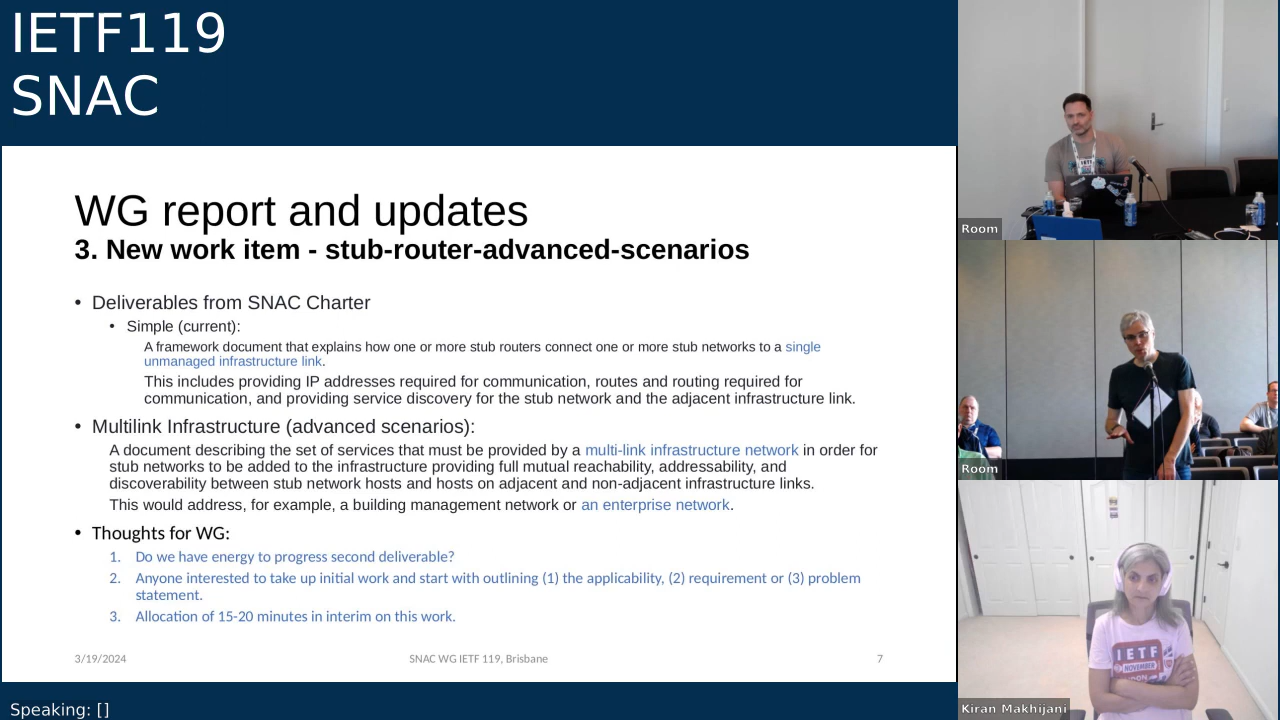 IETF119
SNAC
WG report and updates
3. New work item - stub-router-advanced-scenarios
• Deliverables from SNAC Charter
• Simple (current):
A framework document that explains how one or more stub routers connect one or more stub networks to a single
unmanaged infrastructure link.
This includes providing IP addresses required for communication, routes and routing required for
communication, and providing service discovery for the stub network and the adjacent infrastructure link.
• Multilink Infrastructure (advanced scenarios):
A document describing the set of services that must be provided by a multi-link infrastructure network in order for
stub networks to be added to the infrastructure providing full mutual reachability, addressability, and
discoverability between stub network hosts and hosts on adjacent and non-adjacent infrastructure links.
This would address, for example, a building management network or an enterprise network.
• Thoughts for WG:
1. Do we have energy to progress second deliverable?
2. Anyone interested to take up initial work and start with outlining (1) the applicability, (2) requirement or (3) problem
statement.
3. Allocation of 15-20 minutes in interim on this work.
3/19/2024
SNAC WG IETF 119, Brisbane
7
Speaking: []
Room
Room
IETF
NOVEMBER
Kiran Makhijani